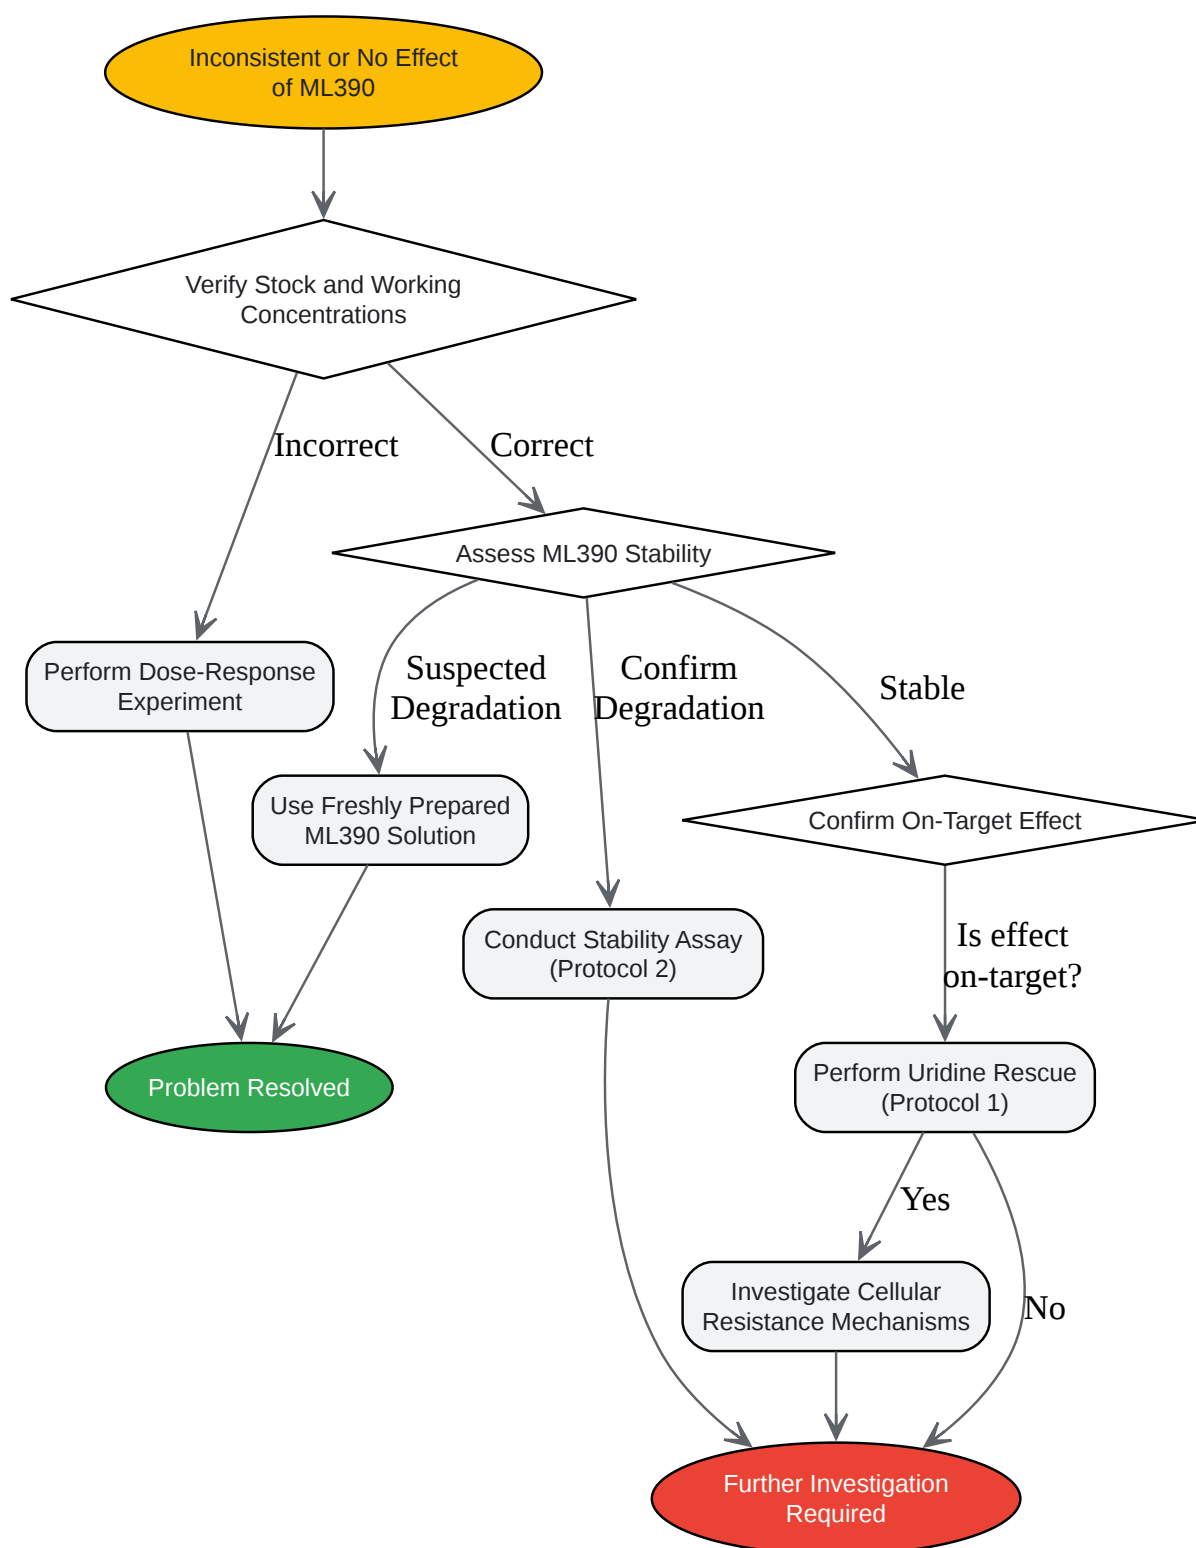 Inconsistent or No Effect
of ML390
Verify Stock and Working
Concentrations
Incorrect
Correct
Assess ML390 Stability
Perform Dose-Response
Experiment
Suspected
Degradation
Confirm
Degradation
Stable
Use Freshly Prepared
ML390 Solution
Confirm On-Target Effect
Conduct Stability Assay
(Protocol 2)
Is effect
on-target?
Problem Resolved
Perform Uridine Rescue
(Protocol 1)
Yes
Investigate Cellular
Resistance Mechanisms
No
Further Investigation
Required